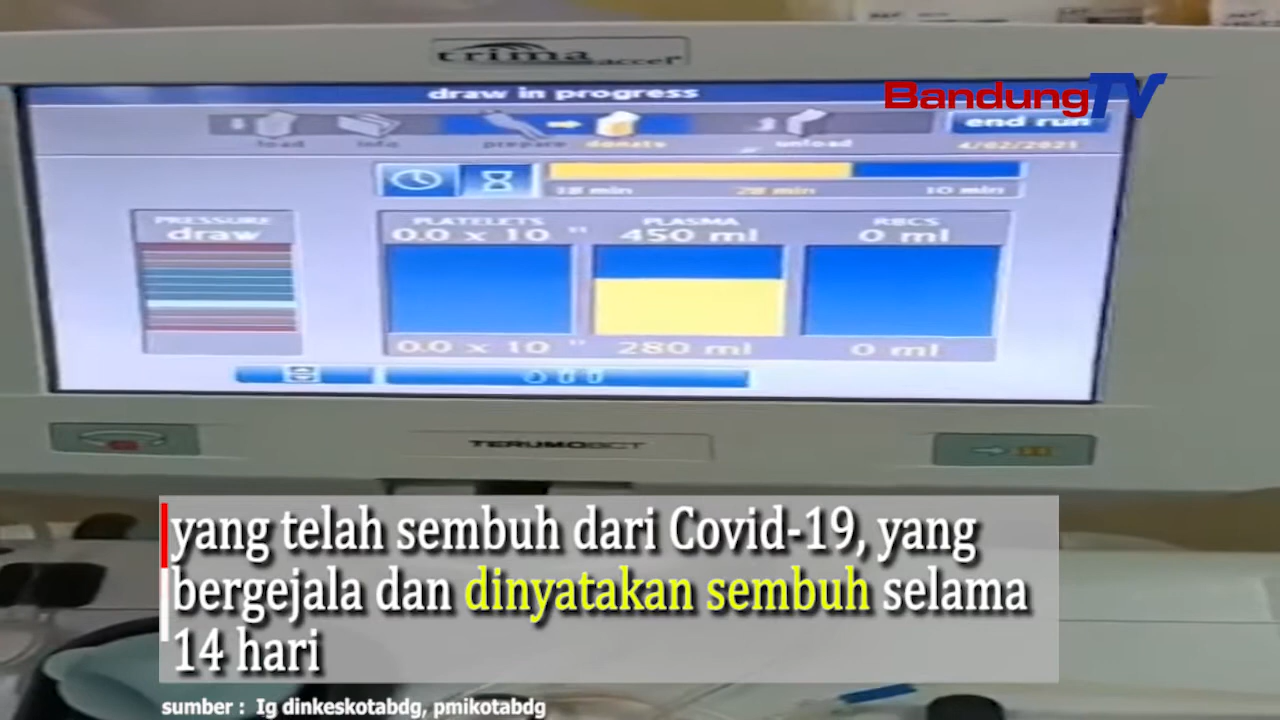 trima accel
BandungTV
draw in progress
end run
load
info
prepare
donate
unload
4/02/2021
18 min
28 min
10 min
PRESSURE
draw
PLATELETS
0.0 x 10 11
PLASMA
450 ml
RBCS
0 ml
0.0 x 10 11
280 ml
0 ml
TERUMOBCT
yang telah sembuh dari Covid-19, yang
bergejala dan dinyatakan sembuh selama
14 hari
sumber : Ig dinkeskotabdg, pmikotabdg